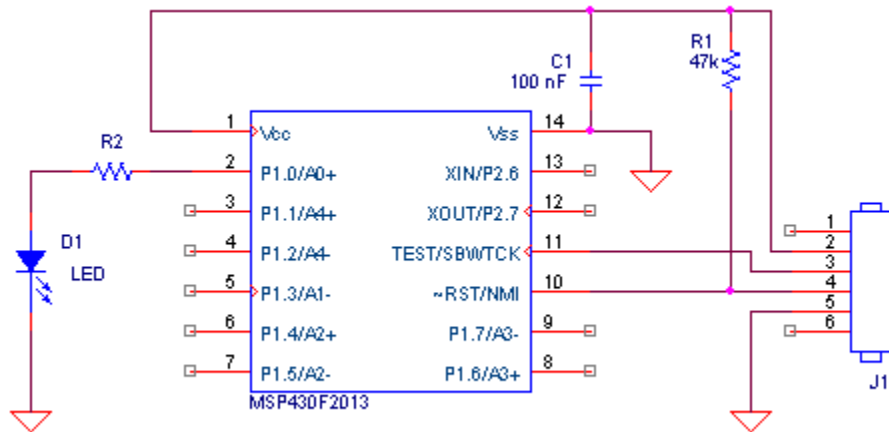 R1
47k
C1
100 nF
1
Vcc
Vss
14
R2
2
P1.0/A0+
XIN/P2.6
13
3
P1.1/A4+
XOUT/P2.7
12
D1
LED
4
P1.2/A4-
TEST/SBWTCK
11
5
P1.3/A1-
~RST/NMI
10
6
P1.4/A2+
P1.7/A3-
9
7
P1.5/A2-
P1.6/A3+
8
MSP430F2013
1
2
3
4
5
6
J1